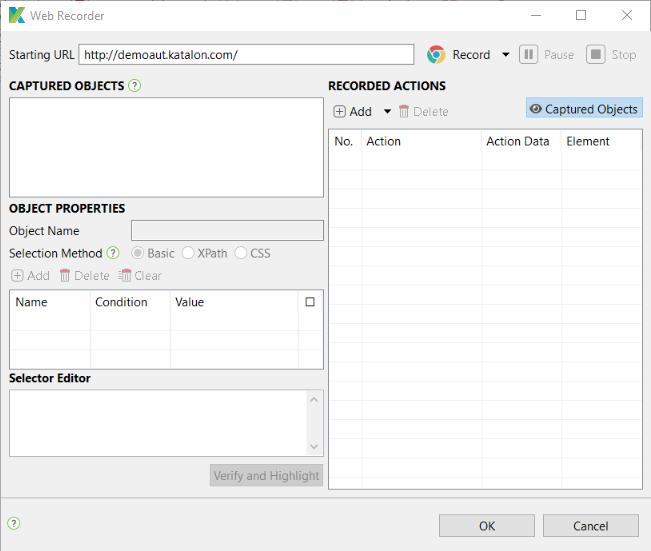 Web Recorder
Starting URL http://demoaut.katalon.com/ Record Pause Stop
CAPTURED OBJECTS ?
RECORDED ACTIONS
Add Delete Captured Objects
No. Action Action Data Element
OBJECT PROPERTIES
Object Name
Selection Method ? Basic XPath CSS
Add Delete Clear
Name Condition Value
Selector Editor
Verify and Highlight
? OK Cancel